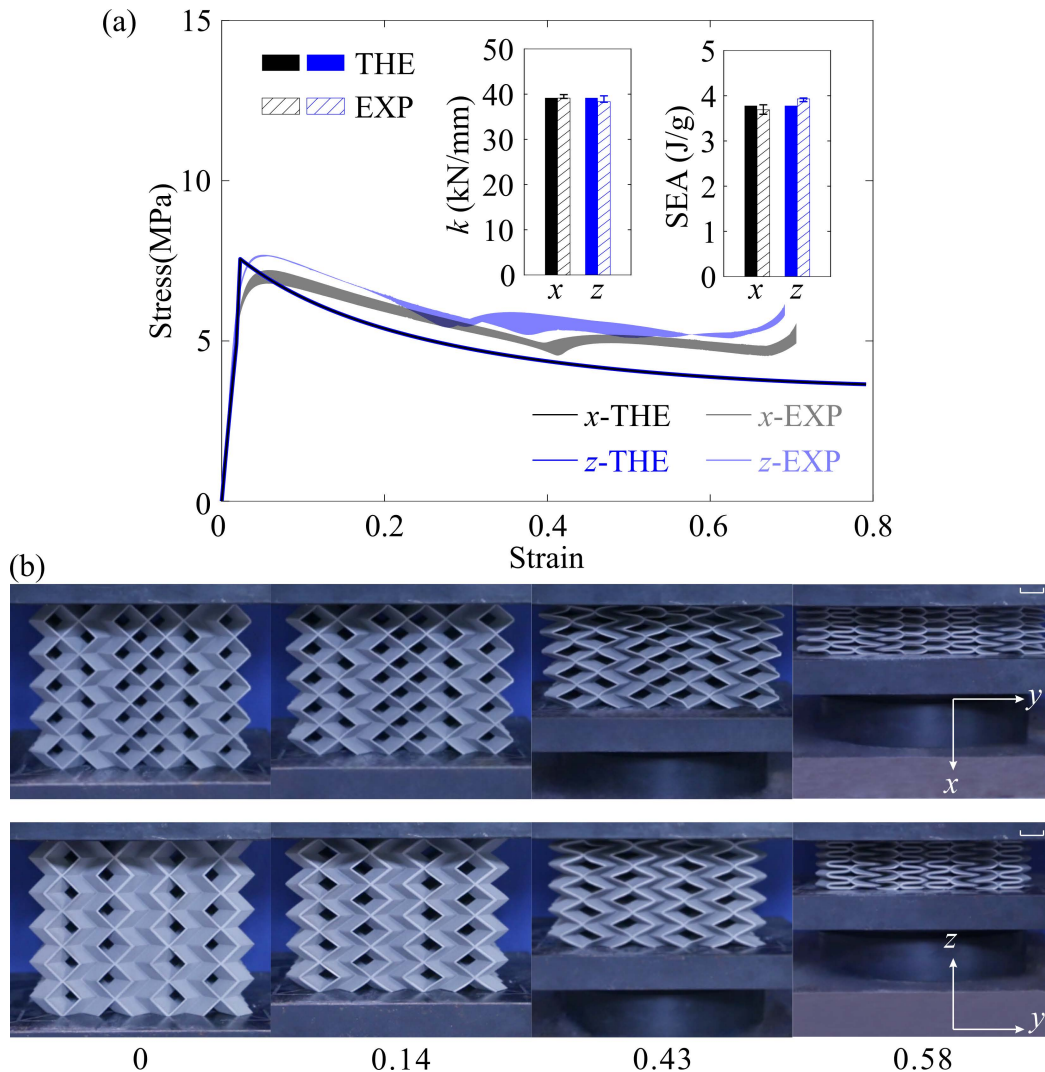 (a)
15
10
5
0
Stress(MPa)
THE
EXP
50
40
30
20
10
0
k (kN/mm)
x z
5
4
3
2
1
0
SEA (J/g)
x z
x-THE x-EXP
z-THE z-EXP
0 0.2 0.4 0.6 0.8
Strain
(b)
y
x
z
y
0 0.14 0.43 0.58